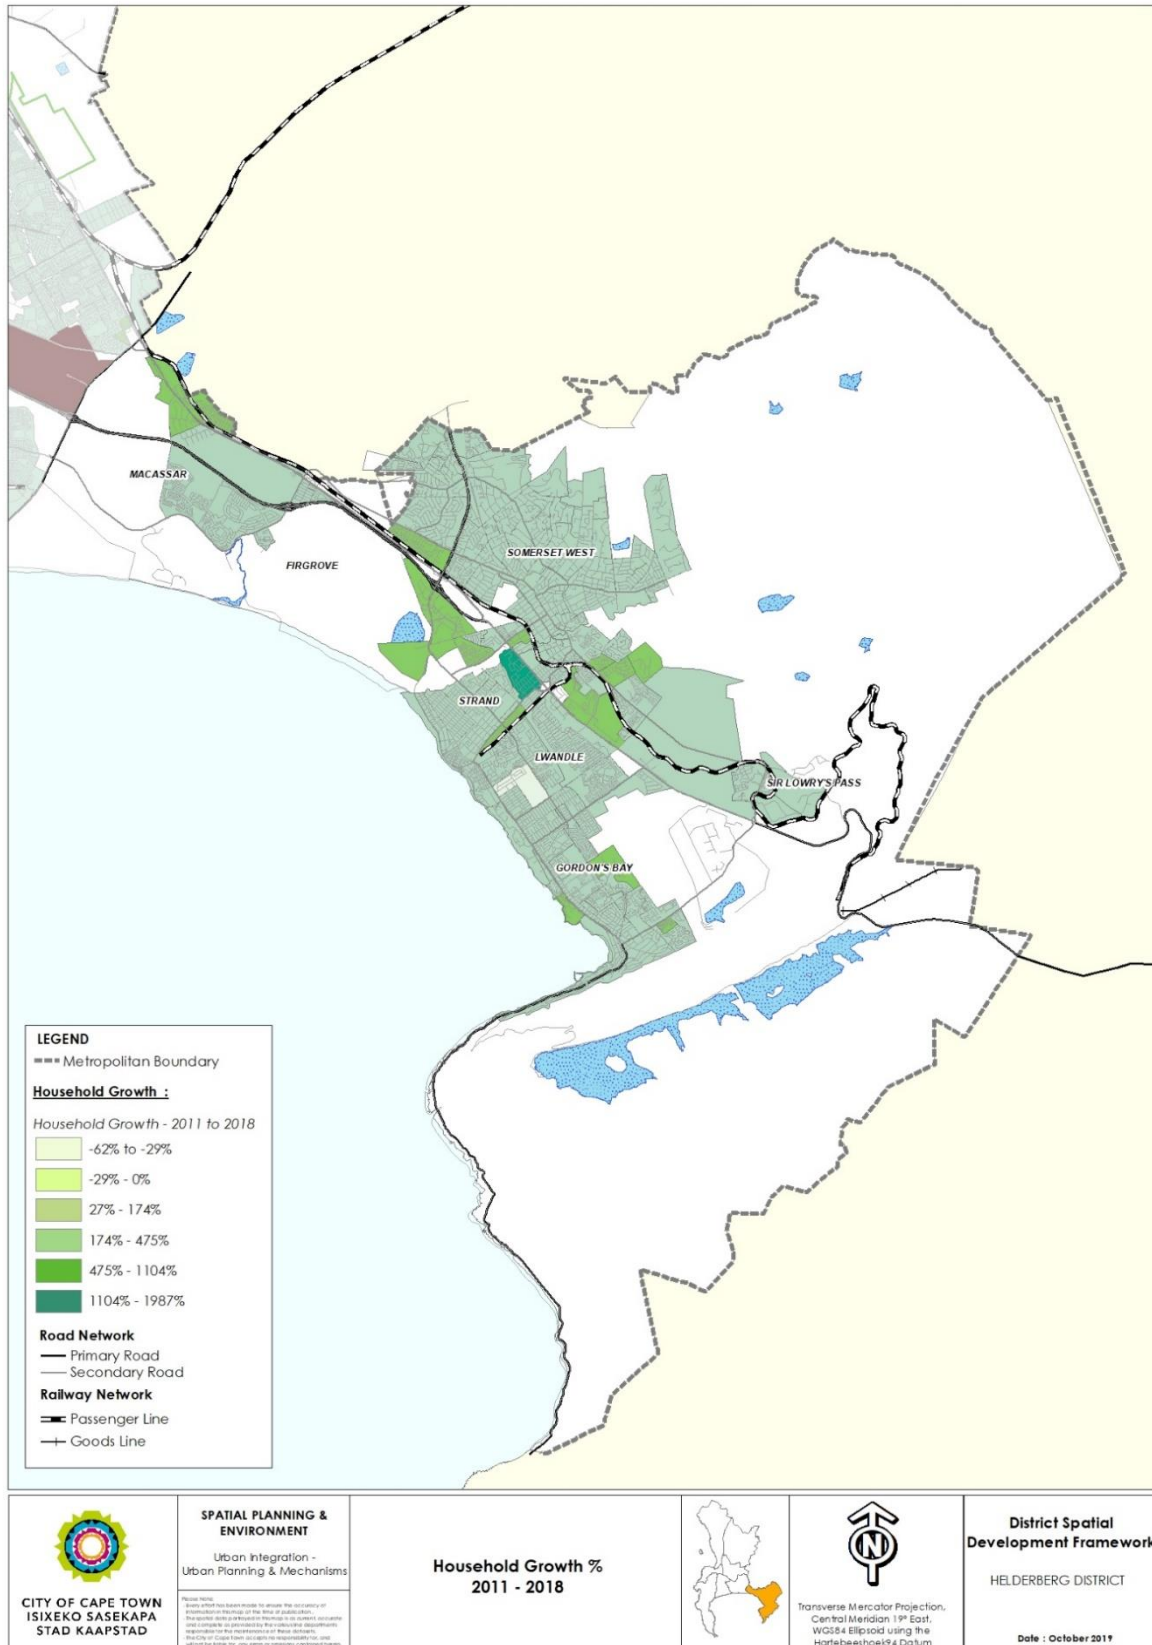 MACASSAR
FIRGROVE
SOMERSET WEST
STRAND
LWANDLE
SIR LOWRY'S PASS
GORDON'S BAY
LEGEND
Metropolitan Boundary
Household Growth :
Household Growth - 2011 to 2018
-62% to -29%
-29% - 0%
27% - 174%
174% - 475%
475% - 1104%
1104% - 1987%
Road Network
Primary Road
Secondary Road
Railway Network
Passenger Line
Goods Line
CITY OF CAPE TOWN
ISIXEKO SASEKAPA
STAD KAAPSTAD
SPATIAL PLANNING &
ENVIRONMENT
Urban Integration -
Urban Planning & Mechanisms
Please Note:
Household Growth %
2011 - 2018
N
Transverse Mercator Projection,
Central Meridian 19° East,
WGS84 Ellipsoid using the
Hartebeeshoek94 Datum
District Spatial
Development Framework
HELDERBERG DISTRICT
Date : October 2019